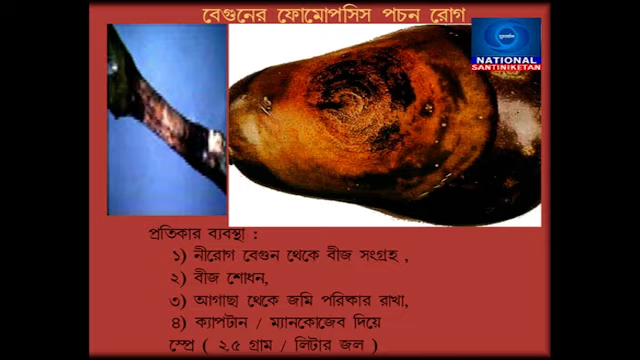 বেগুনের ফোমোপসিস পচন রোগ
NATIONAL
SANTINIKETAN
প্রতিকার ব্যবস্থা :
১) নীরোগ বেগুন থেকে বীজ সংগ্রহ ,
২) বীজ শোধন,
৩) আগাছা থেকে জমি পরিষ্কার রাখা,
৪) ক্যাপটান / ম্যানকোজেব দিয়ে
স্প্রে ( ২.৫ গ্রাম / লিটার জল )